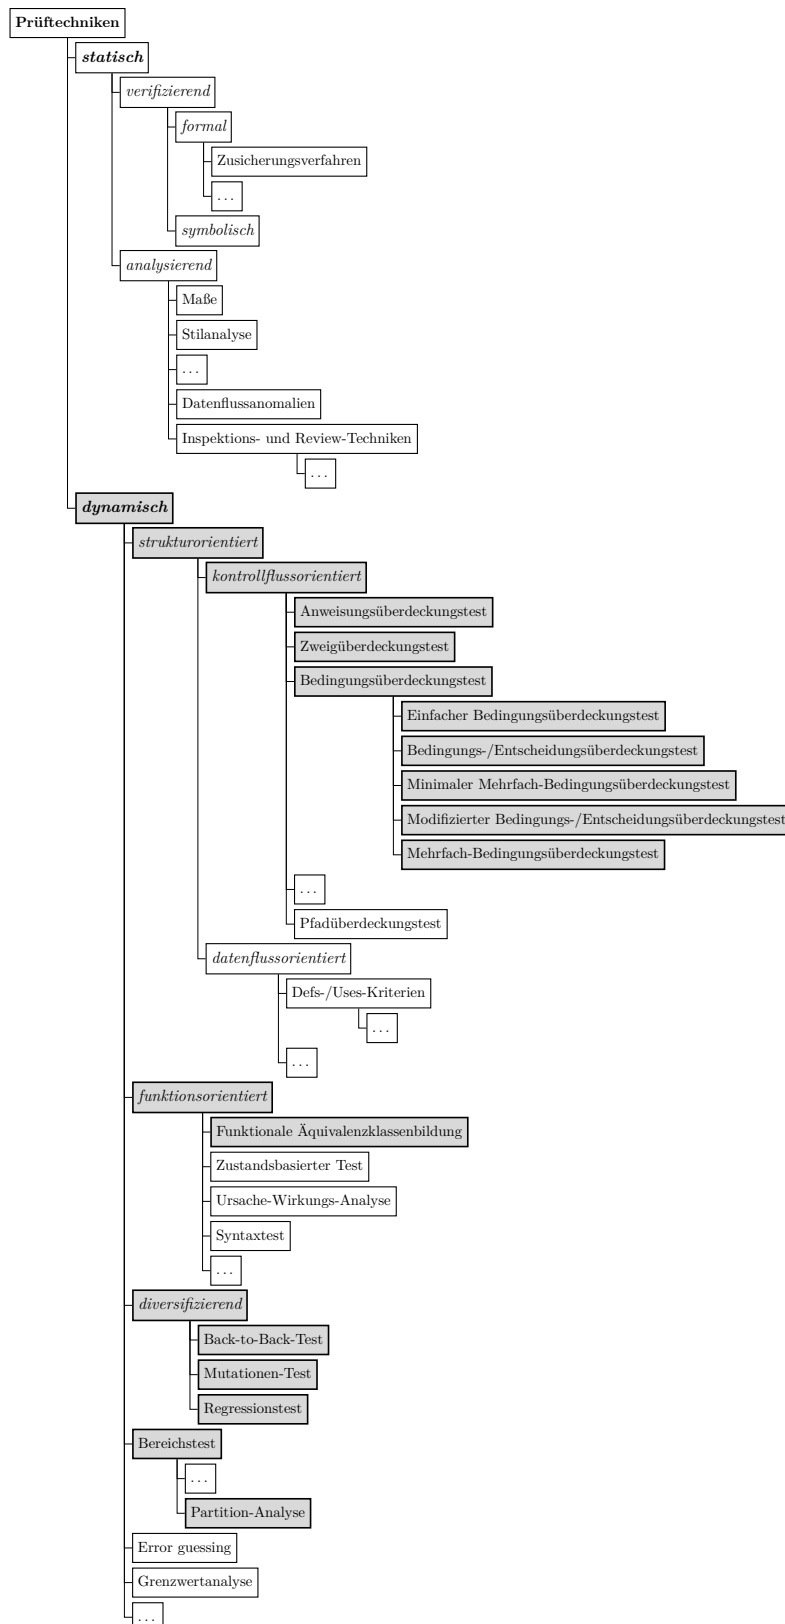 Prüftechniken
statisch
verifizierend
formal
Zusicherungsverfahren
...
symbolisch
analysierend
Maße
Stilanalyse
...
Datenflussanomalien
Inspektions- und Review-Techniken
...
dynamisch
strukturorientiert
kontrollflussorientiert
Anweisungsüberdeckungstest
Zweigüberdeckungstest
Bedingungsüberdeckungstest
Einfacher Bedingungsüberdeckungstest
Bedingungs-/Entscheidungsüberdeckungstest
Minimaler Mehrfach-Bedingungsüberdeckungstest
Modifizierter Bedingungs-/Entscheidungsüberdeckungstest
Mehrfach-Bedingungsüberdeckungstest
...
Pfadüberdeckungstest
datenflussorientiert
Defs-/Uses-Kriterien
...
...
funktionsorientiert
Funktionale Äquivalenzklassenbildung
Zustandsbasierter Test
Ursache-Wirkungs-Analyse
Syntaxtest
...
diversifizierend
Back-to-Back-Test
Mutationen-Test
Regressionstest
Bereichstest
...
Partition-Analyse
Error guessing
Grenzwertanalyse
...